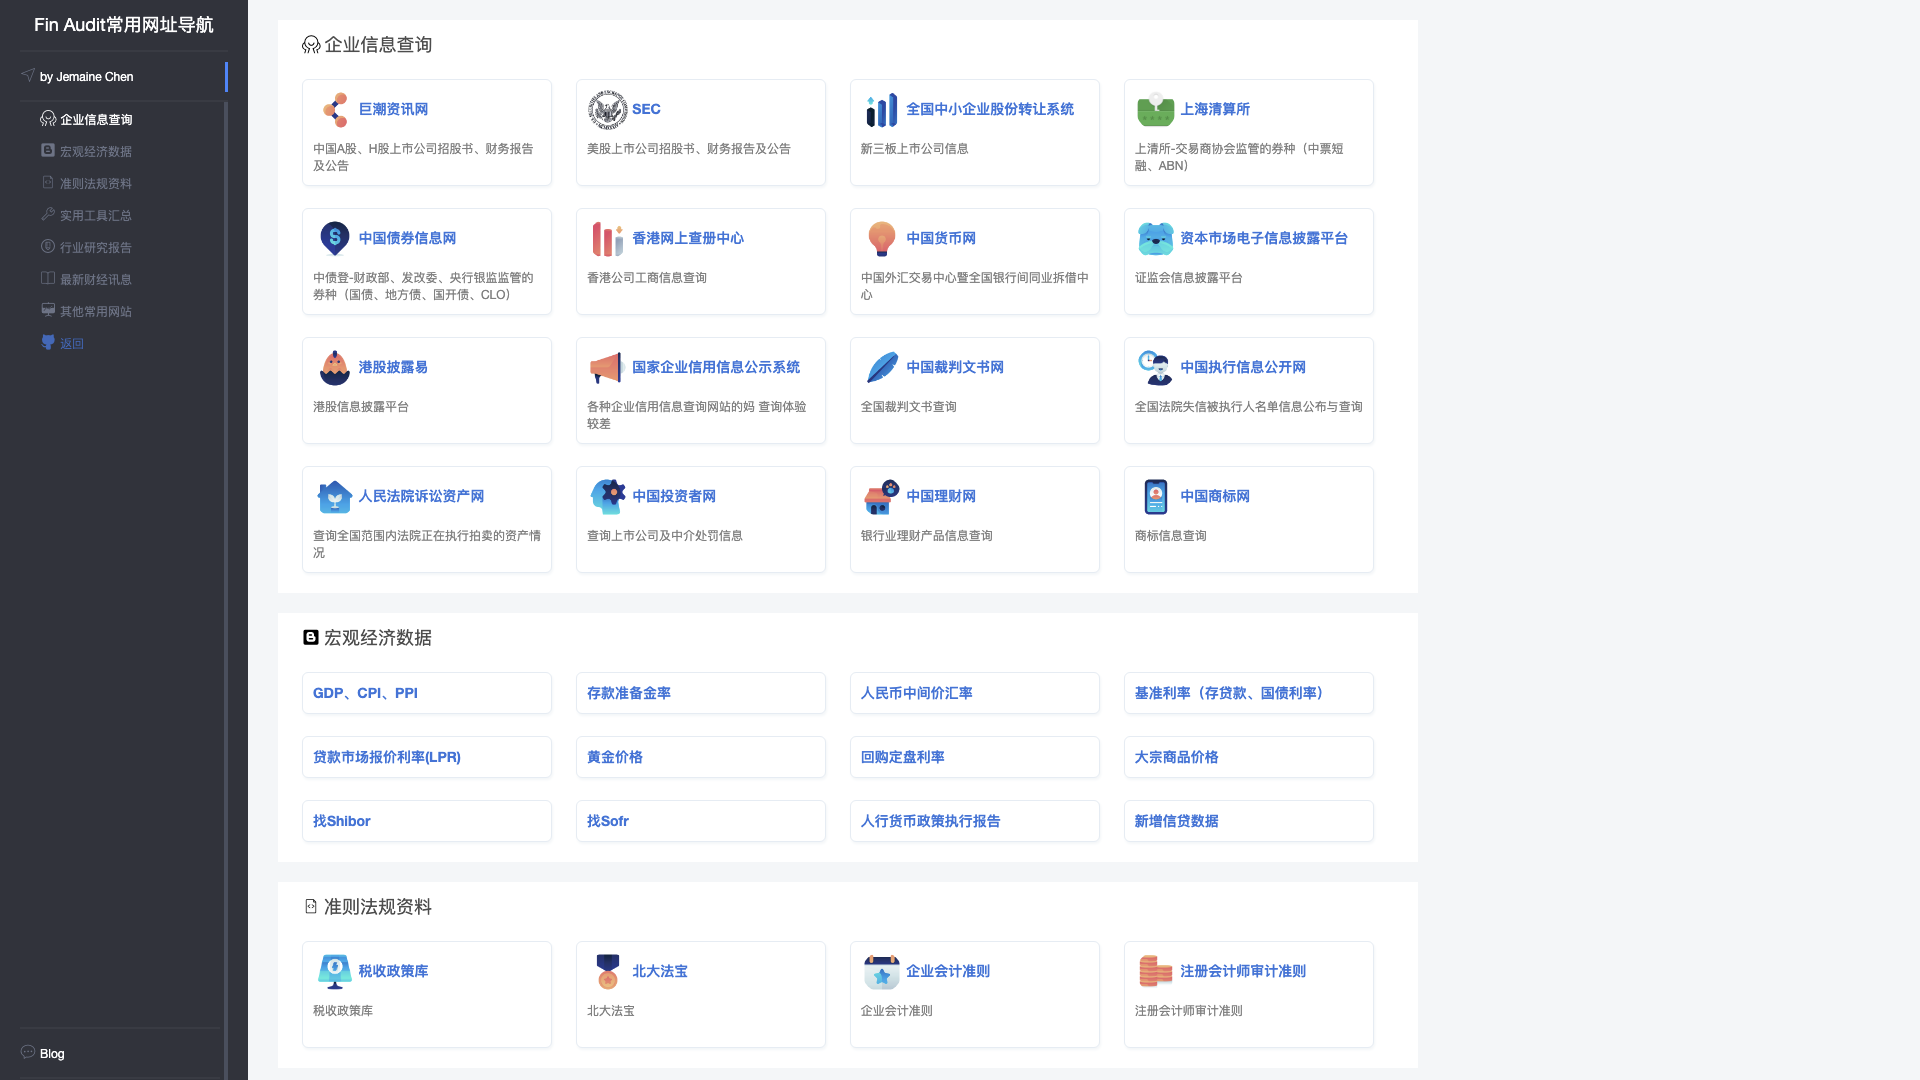 Fin Audit常用网址导航
by Jemaine Chen
企业信息查询
宏观经济数据
准则法规资料
实用工具汇总
行业研究报告
最新财经讯息
其他常用网站
返回
Blog
企业信息查询
巨潮资讯网
中国A股、H股上市公司招股书、财务报告
及公告
SEC
美股上市公司招股书、财务报告及公告
全国中小企业股份转让系统
新三板上市公司信息
上海清算所
上清所-交易商协会监管的券种（中票短
融、ABN）
中国债券信息网
中债登-财政部、发改委、央行银监监管的
券种（国债、地方债、国开债、CLO）
香港网上查册中心
香港公司工商信息查询
中国货币网
中国外汇交易中心暨全国银行间同业拆借中
心
资本市场电子信息披露平台
证监会信息披露平台
港股披露易
港股信息披露平台
国家企业信用信息公示系统
各种企业信用信息查询网站的妈 查询体验
较差
中国裁判文书网
全国裁判文书查询
中国执行信息公开网
全国法院失信被执行人名单信息公布与查询
人民法院诉讼资产网
查询全国范围内法院正在执行拍卖的资产情
况
中国投资者网
查询上市公司及中介处罚信息
中国理财网
银行业理财产品信息查询
中国商标网
商标信息查询
宏观经济数据
GDP、CPI、PPI
存款准备金率
人民币中间价汇率
基准利率（存贷款、国债利率）
贷款市场报价利率(LPR)
黄金价格
回购定盘利率
大宗商品价格
找Shibor
找Sofr
人行货币政策执行报告
新增信贷数据
准则法规资料
税收政策库
税收政策库
北大法宝
北大法宝
企业会计准则
企业会计准则
注册会计师审计准则
注册会计师审计准则